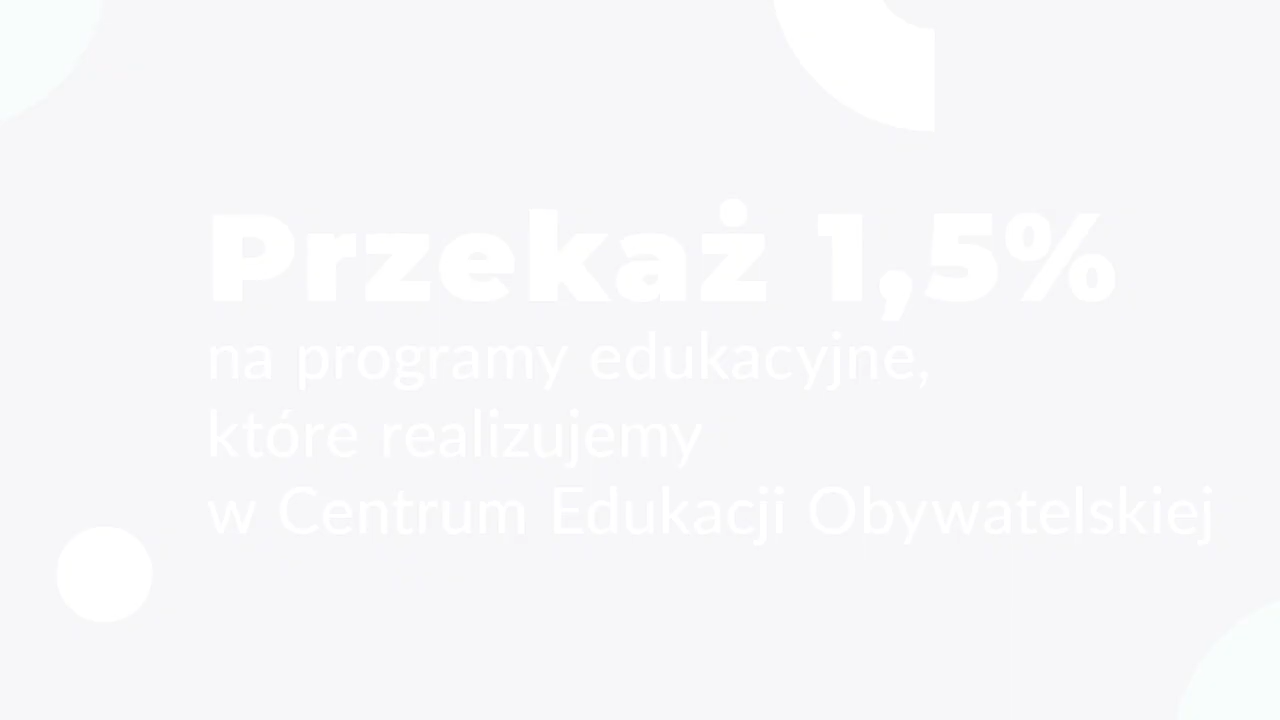 Przekaż 1,5%
na programy edukacyjne,
które realizujemy
w Centrum Edukacji Obywatelskiej